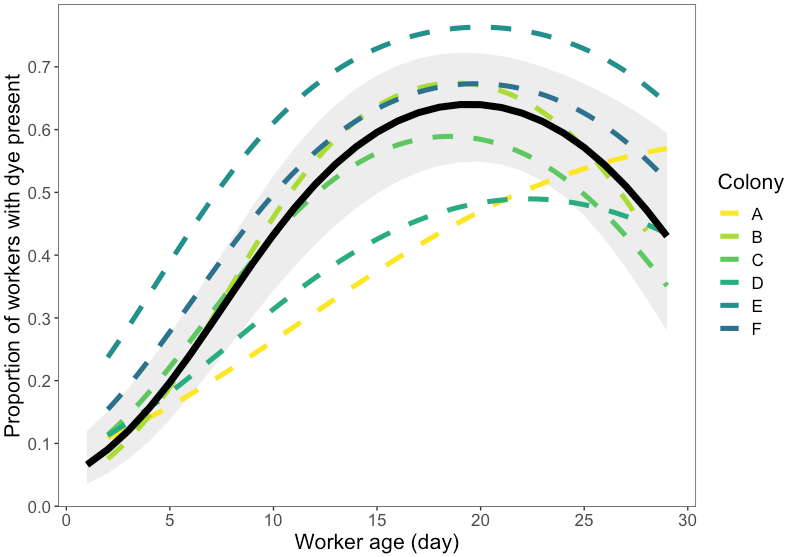 Proportion of workers with dye present
0.7
0.6
0.5
0.4
0.3
0.2
0.1
0.0
0 5 10 15 20 25 30
Worker age (day)
Colony
A
B
C
D
E
F